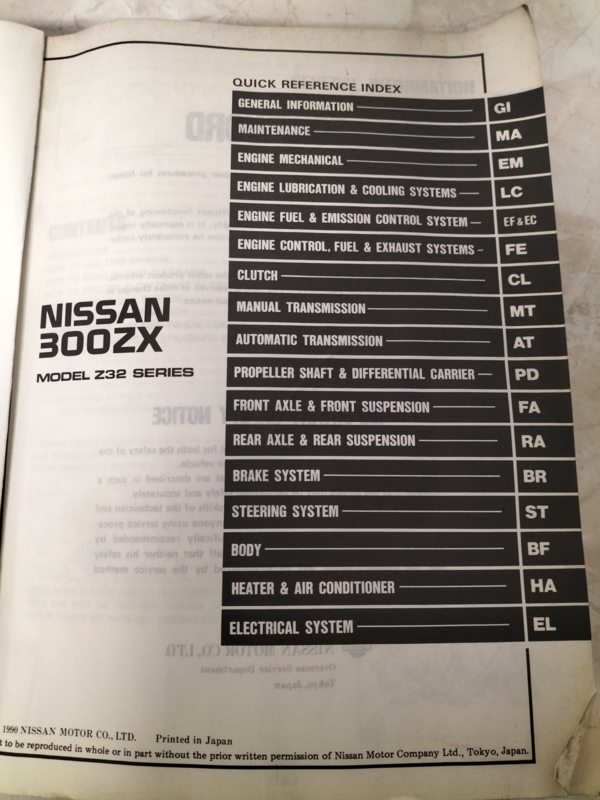 QUICK REFERENCE INDEX
GENERAL INFORMATION GI
MAINTENANCE MA
ENGINE MECHANICAL EM
ENGINE LUBRICATION & COOLING SYSTEMS LC
ENGINE FUEL & EMISSION CONTROL SYSTEM EF & EC
ENGINE CONTROL, FUEL & EXHAUST SYSTEMS FE
CLUTCH CL
MANUAL TRANSMISSION MT
AUTOMATIC TRANSMISSION AT
PROPELLER SHAFT & DIFFERENTIAL CARRIER PD
FRONT AXLE & FRONT SUSPENSION FA
REAR AXLE & REAR SUSPENSION RA
BRAKE SYSTEM BR
STEERING SYSTEM ST
BODY BF
HEATER & AIR CONDITIONER HA
ELECTRICAL SYSTEM EL
NISSAN
300ZX
MODEL Z32 SERIES
1990 NISSAN MOTOR CO., LTD. Printed in Japan
to be reproduced in whole or in part without the prior written permission of Nissan Motor Company Ltd., Tokyo, Japan.